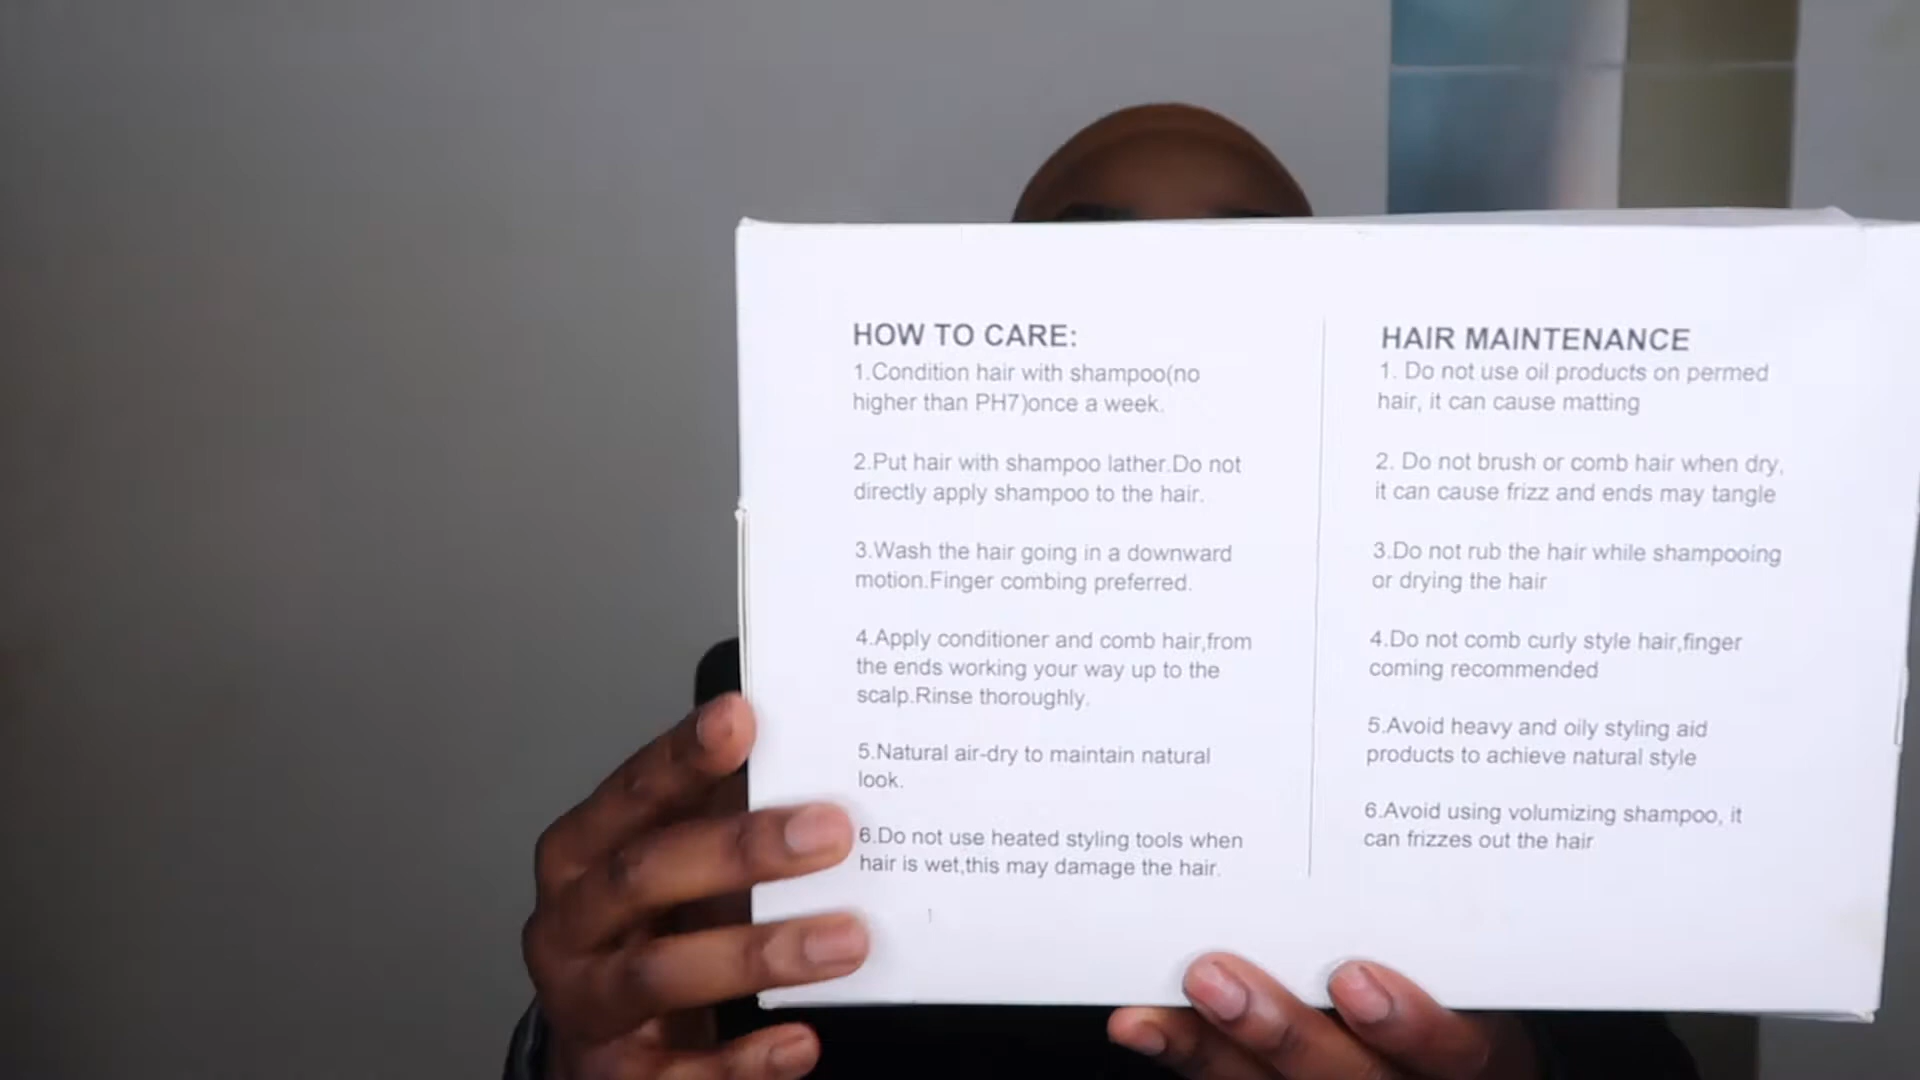 HOW TO CARE:
1.Condition hair with shampoo(no
higher than PH7)once a week.
2.Put hair with shampoo lather.Do not
directly apply shampoo to the hair.
3.Wash the hair going in a downward
motion.Finger combing preferred.
4.Apply conditioner and comb hair,from
the ends working your way up to the
scalp.Rinse thoroughly.
5.Natural air-dry to maintain natural
look.
6.Do not use heated styling tools when
hair is wet,this may damage the hair.
HAIR MAINTENANCE
1. Do not use oil products on permed
hair, it can cause matting
2. Do not brush or comb hair when dry,
it can cause frizz and ends may tangle
3.Do not rub the hair while shampooing
or drying the hair
4.Do not comb curly style hair,finger
coming recommended
5.Avoid heavy and oily styling aid
products to achieve natural style
6.Avoid using volumizing shampoo, it
can frizzes out the hair